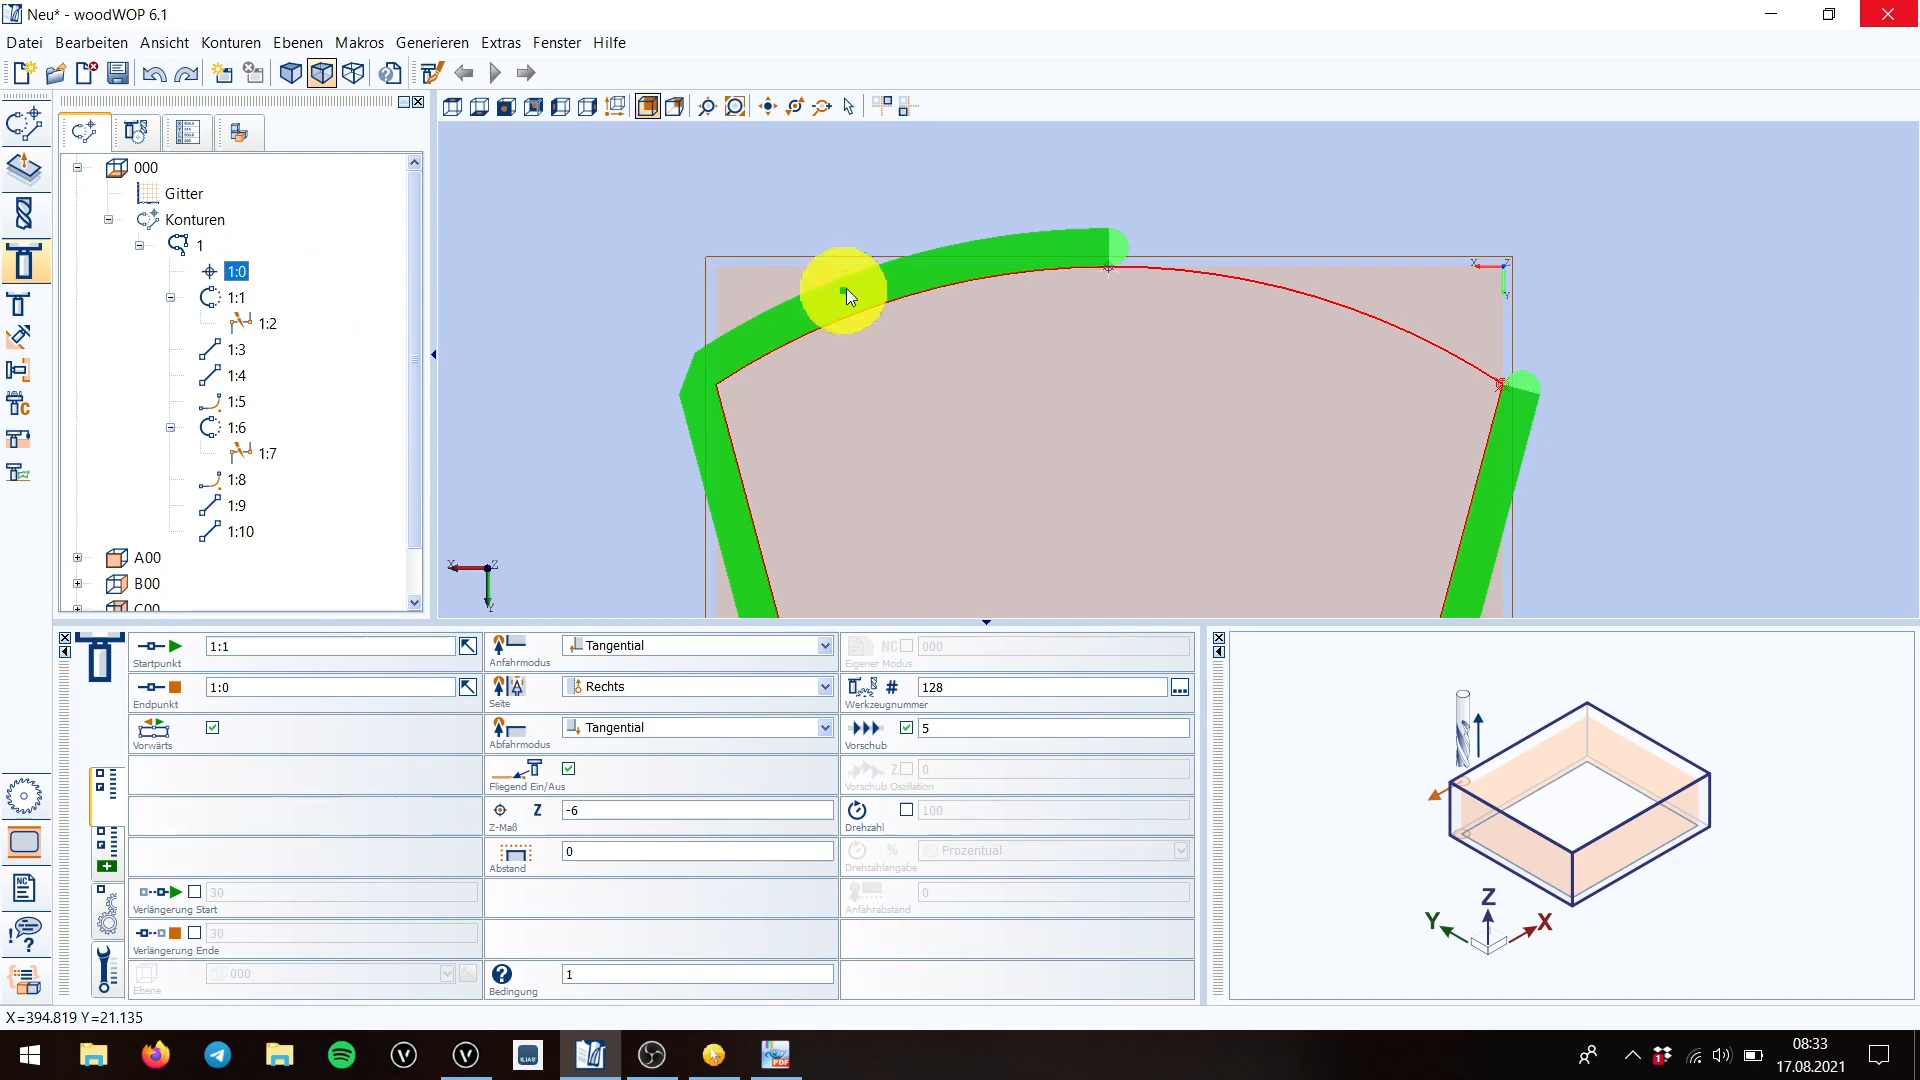 Neu* - woodWOP 6.1
Datei Bearbeiten Ansicht Konturen Ebenen Makros Generieren Extras Fenster Hilfe
000
Gitter
Konturen
1
1:0
1:1
1:2
1:3
1:4
1:5
1:6
1:7
1:8
1:9
1:10
A00
B00
C00
X Z
Y
X Z
Y
Startpunkt 1:1
Endpunkt 1:0
Vorwärts
Verlängerung Start 30
Verlängerung Ende 30
Ebene 000
Anfahrmodus Tangential
Seite Rechts
Abfahrmodus Tangential
Fliegend Ein/Aus
Z
Z-Maß -6
Abstand 0
Bedingung 1
NC 000
Eigener Modus
# 128
Werkzeugnummer
Vorschub 5
Z 0
Vorschub Oszillation
Drehzahl 100
% Prozentual
Drehzahlangabe
Anfahrabstand 0
Z
Y X
NC
X=394.819 Y=21.135
ILIAS
PDF
08:33
17.08.2021